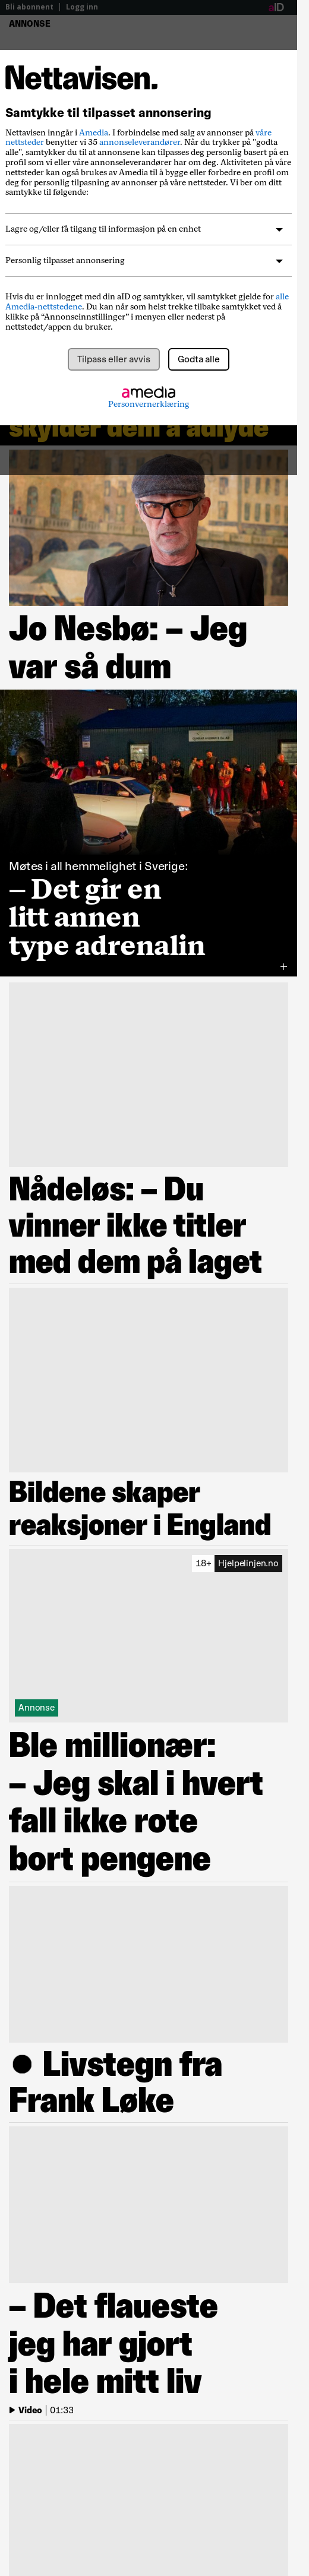 Bli abonnent | Logg inn
aID
ANNONSE
Nettavisen.
Samtykke til tilpasset annonsering
Nettavisen inngår i Amedia. I forbindelse med salg av annonser på våre
nettsteder benytter vi 35 annonseleverandører. Når du trykker på "godta
alle", samtykker du til at annonsene kan tilpasses deg personlig basert på en
profil som vi eller våre annonseleverandører har om deg. Aktiviteten på våre
nettsteder kan også brukes av Amedia til å bygge eller forbedre en profil om
deg for personlig tilpasning av annonser på våre nettsteder. Vi ber om ditt
samtykke til følgende:
Lagre og/eller få tilgang til informasjon på en enhet
Personlig tilpasset annonsering
Hvis du er innlogget med din aID og samtykker, vil samtykket gjelde for alle
Amedia-nettstedene. Du kan når som helst trekke tilbake samtykket ved å
klikke på “Annonseinnstillinger” i menyen eller nederst på
nettstedet/appen du bruker.
Tilpass eller avvis
Godta alle
amedia
Personvernerklæring
skylder dem å adlyde
Jo Nesbø: – Jeg
var så dum
Møtes i all hemmelighet i Sverige:
– Det gir en
litt annen
type adrenalin
+
Nådeløs: – Du
vinner ikke titler
med dem på laget
Bildene skaper
reaksjoner i England
18+ Hjelpelinjen.no
Annonse
Ble millionær:
– Jeg skal i hvert
fall ikke rote
bort pengene
● Livstegn fra
Frank Løke
– Det flaueste
jeg har gjort
i hele mitt liv
Video | 01:33